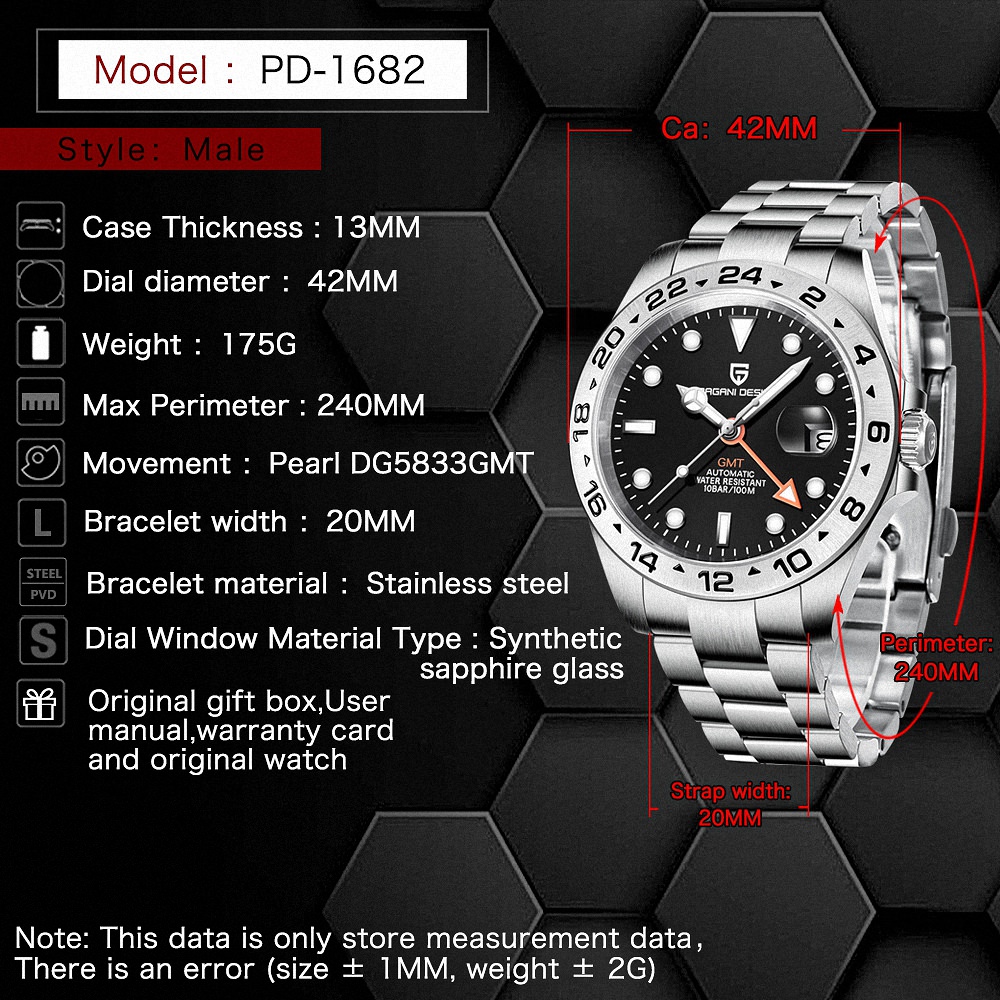 Model : PD-1682
Style: Male
Ca: 42MM
Case Thickness : 13MM
Dial diameter : 42MM
Weight : 175G
Max Perimeter : 240MM
Movement : Pearl DG5833GMT
L
Bracelet width : 20MM
STEEL
PVD
Bracelet material : Stainless steel
S
Dial Window Material Type : Synthetic
sapphire glass
Original gift box,User
manual,warranty card
and original watch
24
2
4
6
8
10
12
14
16
18
20
22
PAGANI DESI
GMT
AUTOMATIC
WATER RESISTANT
10BAR/100M
Perimeter:
240MM
Strap width:
20MM
Note: This data is only store measurement data,
There is an error (size ± 1MM, weight ± 2G)